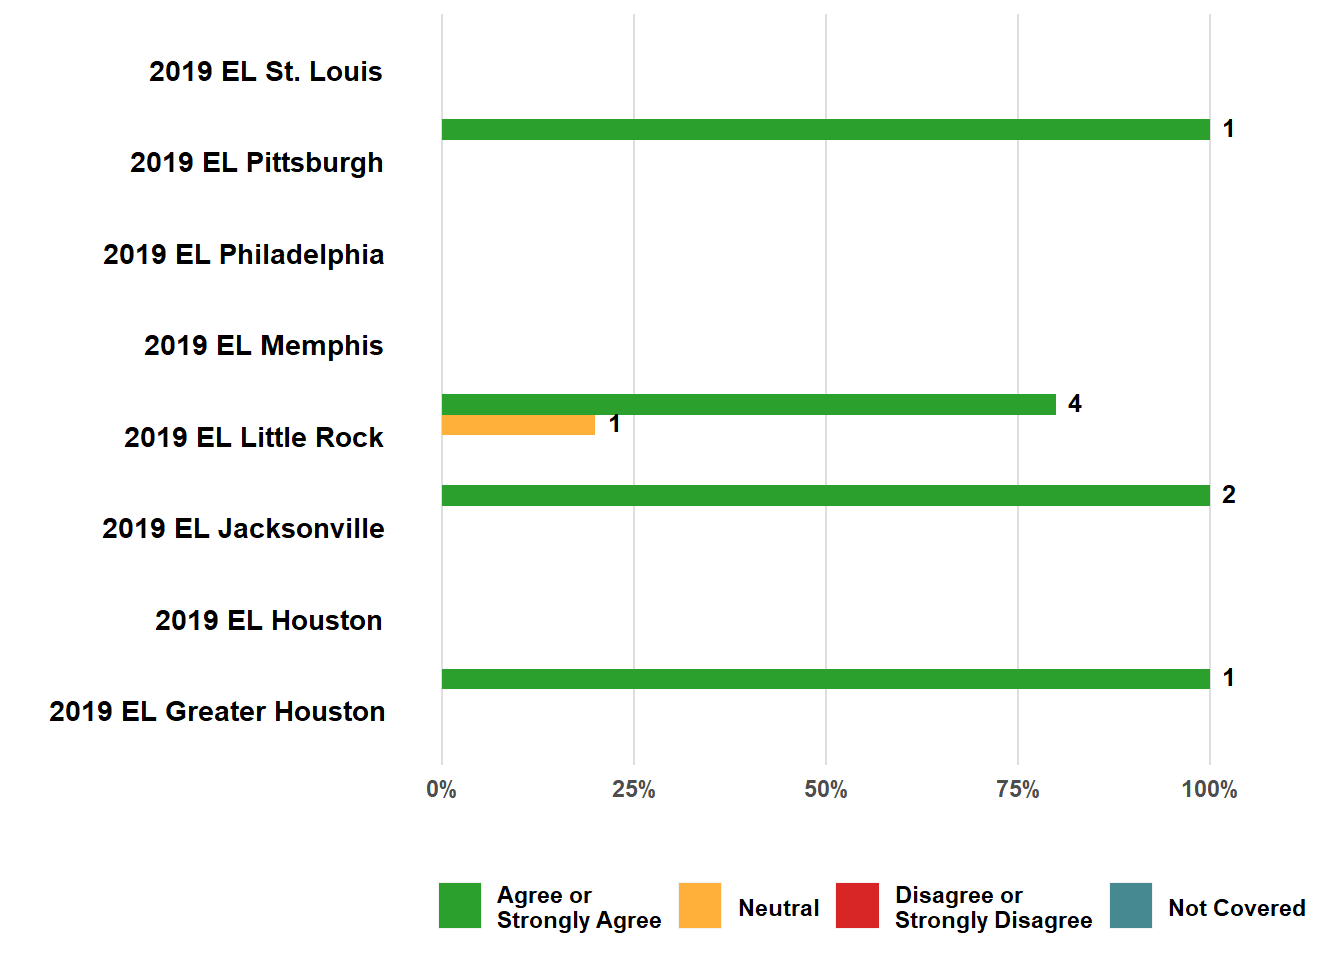 2019 EL St. Louis
1
2019 EL Pittsburgh
2019 EL Philadelphia
2019 EL Memphis
4
1
2019 EL Little Rock
2
2019 EL Jacksonville
2019 EL Houston
1
2019 EL Greater Houston
0% 25% 50% 75% 100%
Agree or
Strongly Agree
Neutral
Disagree or
Strongly Disagree
Not Covered